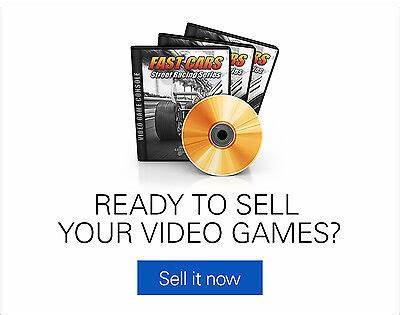 VIDEO GAME CONSOLE
FAST CARS
Street Racing Series
READY TO SELL
YOUR VIDEO GAMES?
Sell it now